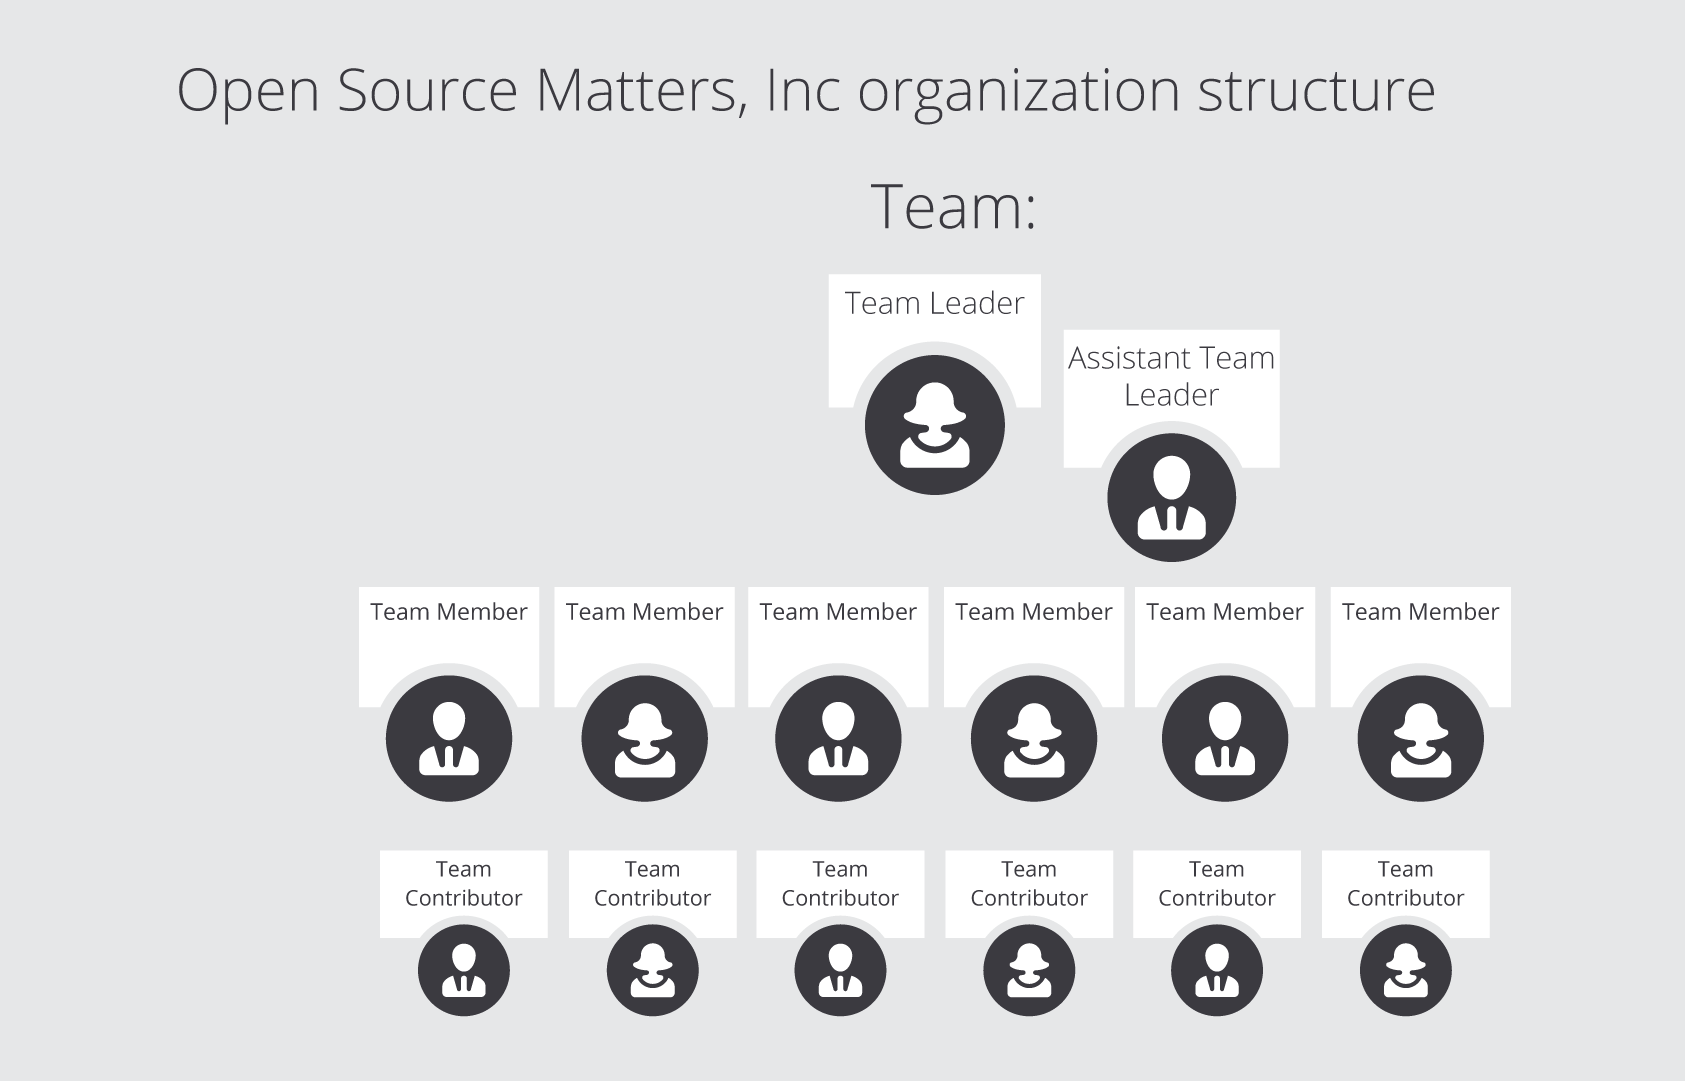 Open Source Matters, Inc organization structure
Team:
Team Leader
Assistant Team
Leader
Team Member
Team Member
Team Member
Team Member
Team Member
Team Member
Team
Contributor
Team
Contributor
Team
Contributor
Team
Contributor
Team
Contributor
Team
Contributor